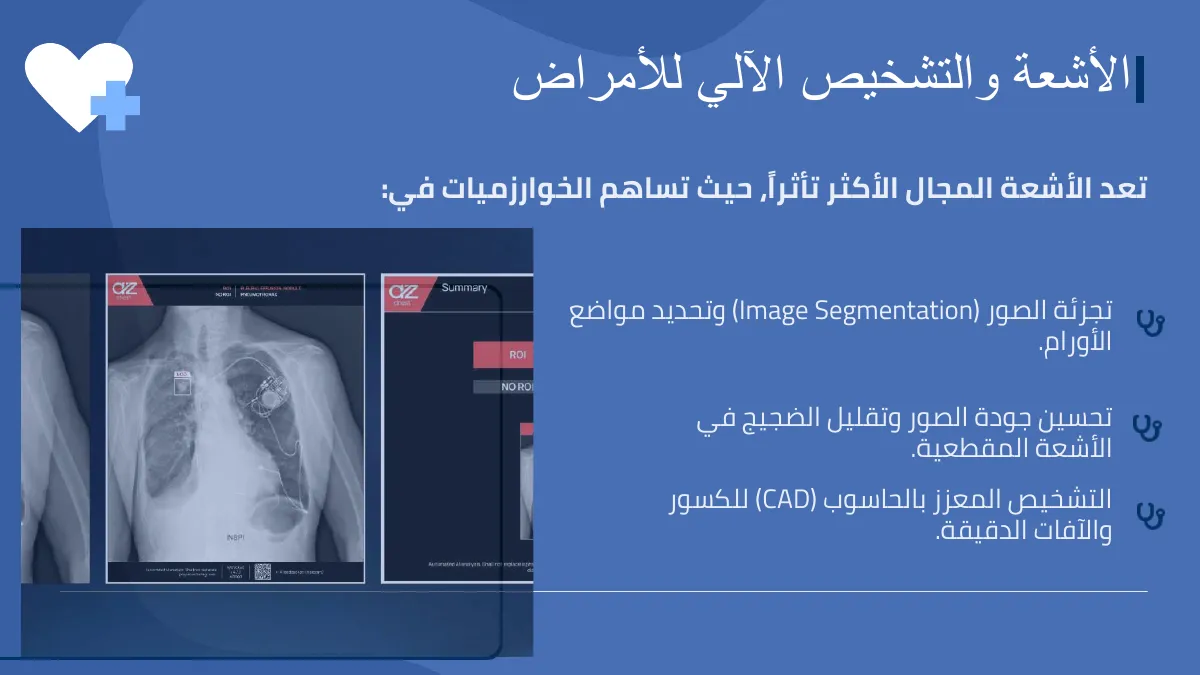 الأشعة والتشخيص الآلي للأمراض
تعد الأشعة المجال الأكثر تأثراً, حيث تساهم الخوارزميات في:
تجزئة الصور (Image Segmentation) وتحديد مواضع
الأورام.
تحسين جودة الصور وتقليل الضجيج في
الأشعة المقطعية.
التشخيص المعزز بالحاسوب (CAD) للكسور
والآفات الدقيقة.
Summary
ROI
NO ROI